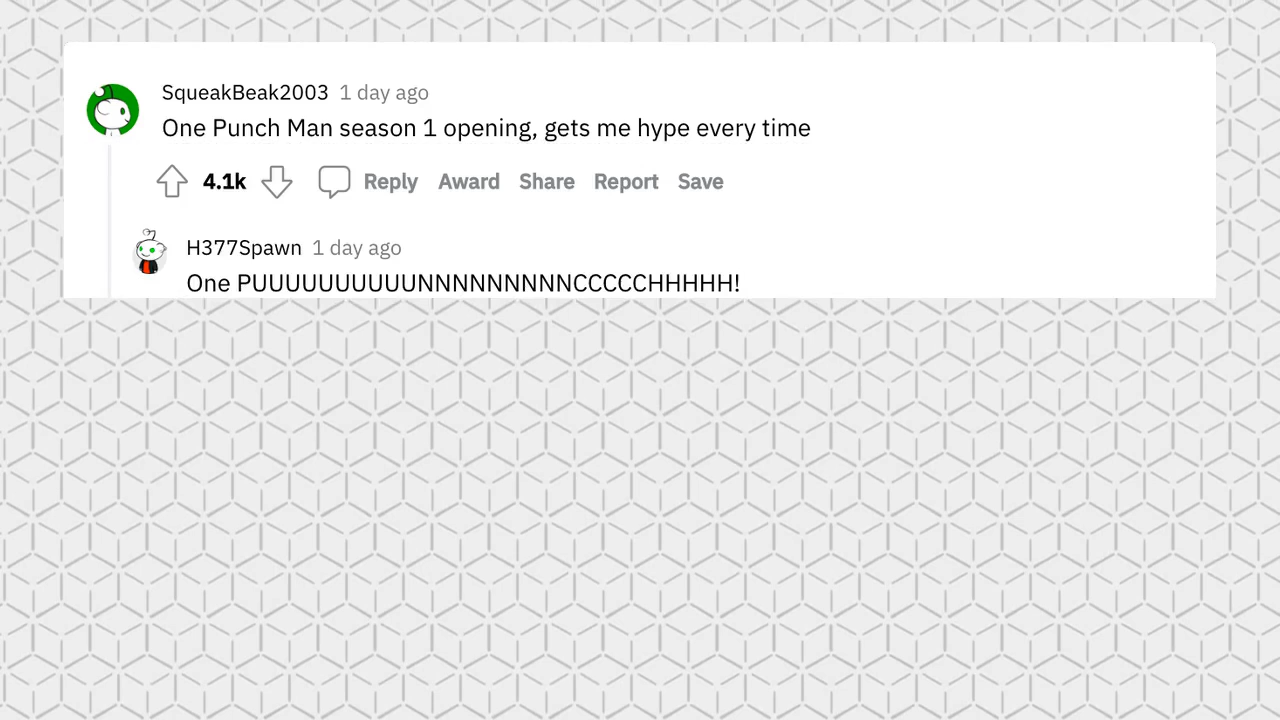 SqueakBeak2003 1 day ago
One Punch Man season 1 opening, gets me hype every time
4.1k Reply Award Share Report Save
H377Spawn 1 day ago
One PUUUUUUUUUUNNNNNNNNNCCCCCHHHHH!